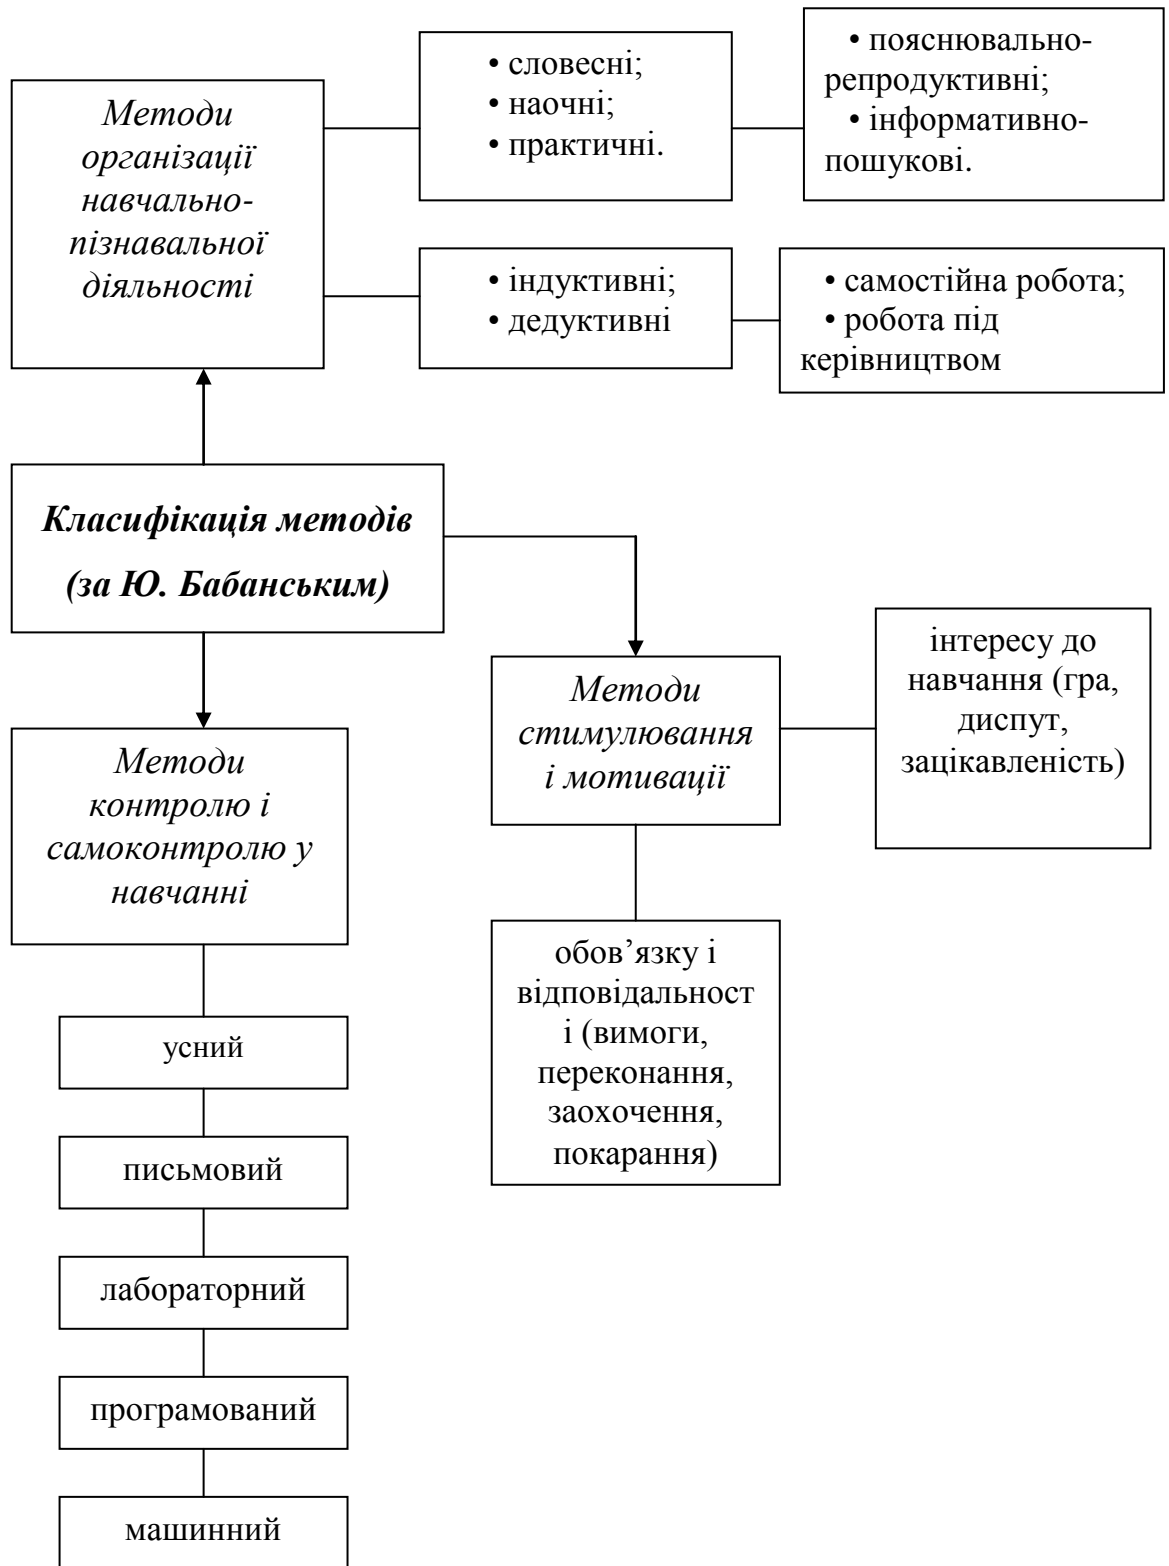 Методи
організації
навчально-
пізнавальної
діяльності
• словесні;
• наочні;
• практичні.
• пояснювально-
репродуктивні;
• інформативно-
пошукові.
• індуктивні;
• дедуктивні
• самостійна робота;
• робота під
керівництвом
Класифікація методів
(за Ю. Бабанським)
Методи
стимулювання
і мотивації
інтересу до
навчання (гра,
диспут,
зацікавленість)
обов’язку і
відповідальност
і (вимоги,
переконання,
заохочення,
покарання)
Методи
контролю і
самоконтролю у
навчанні
усний
письмовий
лабораторний
програмований
машинний